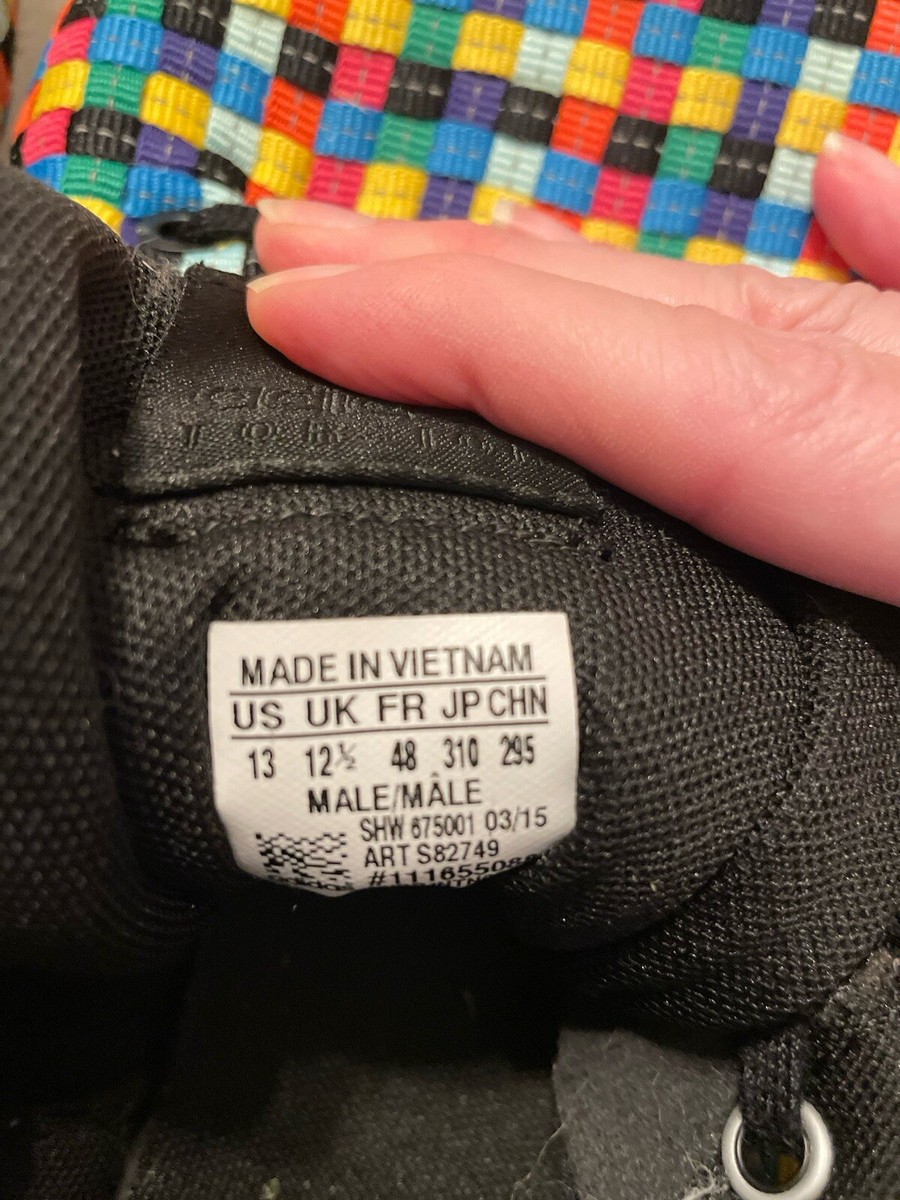 MADE IN VIETNAM
US UK FR JP CHN
13 12½ 48 310 295
MALE/MÂLE
SHW 675001 03/15
ART S82749